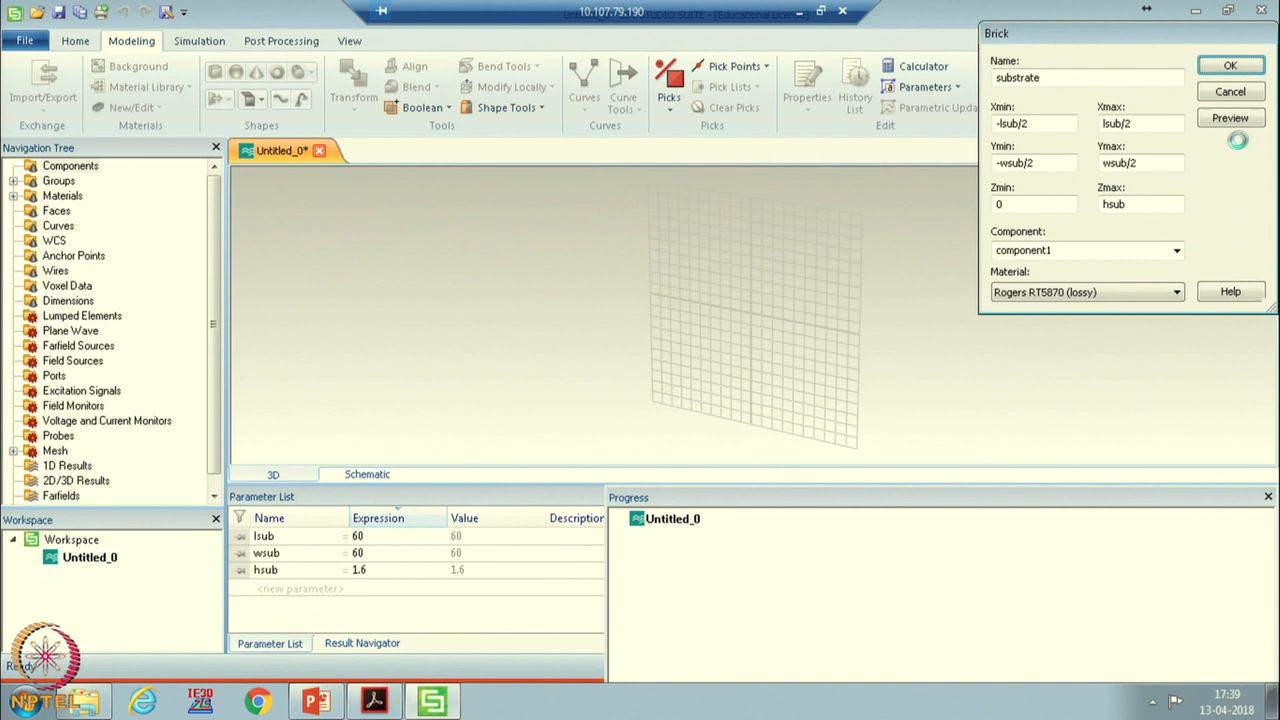 10.107.79.190
File Home Modeling Simulation Post Processing View
Import/Export
Exchange
Background
Material Library
New/Edit
Materials
Shapes
Transform
Align
Blend
Boolean
Bend Tools
Modify Locally
Shape Tools
Tools
Curves
Curve Tools
Curves
Picks
Pick Points
Pick Lists
Clear Picks
Picks
Properties
History List
Calculator
Parameters
Parametric Upda
Edit
Brick
Name:
substrate
Xmin: Xmax:
-lsub/2 lsub/2
Ymin: Ymax:
-wsub/2 wsub/2
Zmin: Zmax:
0 hsub
Component:
component1
Material:
Rogers RT5870 (lossy)
OK
Cancel
Preview
Help
Navigation Tree
Components
Groups
Materials
Faces
Curves
WCS
Anchor Points
Wires
Voxel Data
Dimensions
Lumped Elements
Plane Wave
Farfield Sources
Field Sources
Ports
Excitation Signals
Field Monitors
Voltage and Current Monitors
Probes
Mesh
1D Results
2D/3D Results
Farfields
Untitled_0*
3D Schematic
Workspace
Workspace
Untitled_0
Parameter List
Name Expression Value Description
lsub = 60 60
wsub = 60 60
hsub = 1.6 1.6
<new parameter>
Parameter List Result Navigator
Progress
Untitled_0
NPTEL
IE3D
17:39
13-04-2018